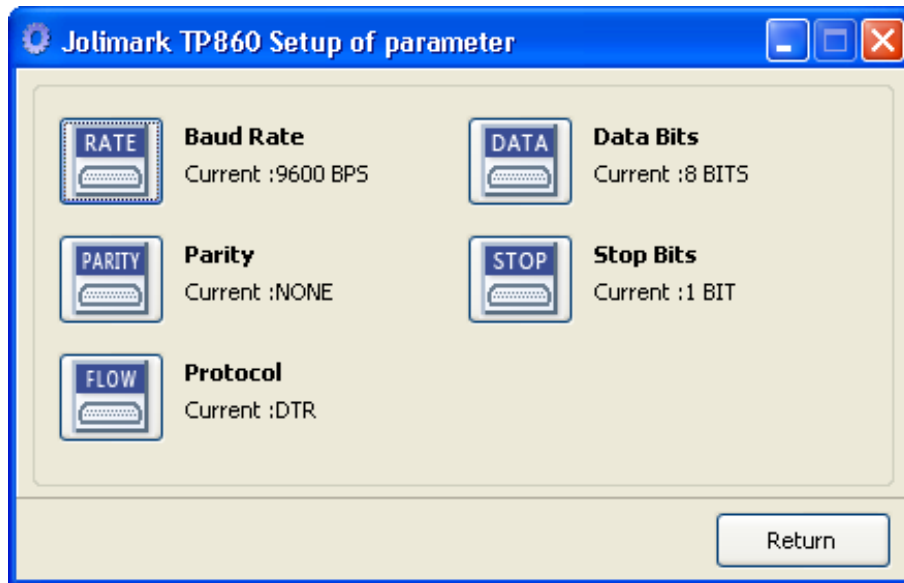 Jolimark TP860 Setup of parameter
RATE
Baud Rate
Current :9600 BPS
DATA
Data Bits
Current :8 BITS
PARITY
Parity
Current :NONE
STOP
Stop Bits
Current :1 BIT
FLOW
Protocol
Current :DTR
Return